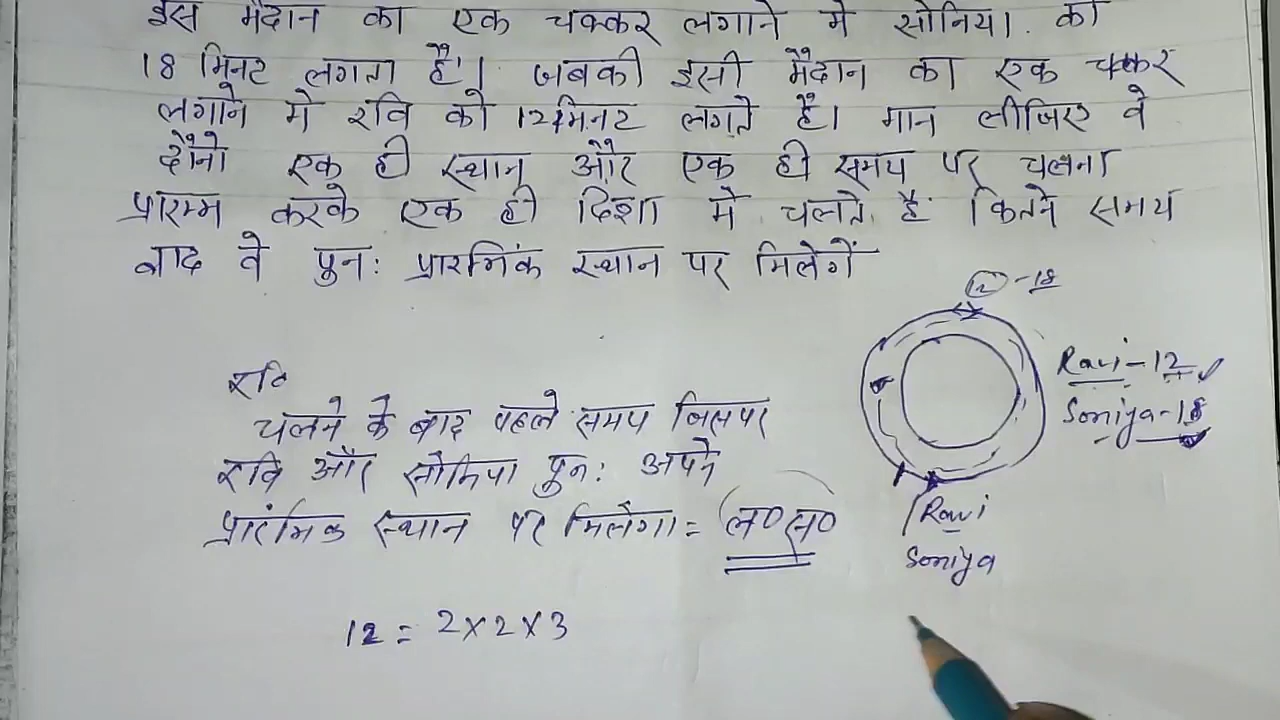 इस मैदान का एक चक्कर लगाने मे सोनिया को
18 मिनट लगता है। जबकी इसी मैदान का एक चक्कर
लगाने मे रवि को 12 मिनट लगते है। मान लीजिए वे
दोनो एक ही स्थान और एक ही समय पर चलना
प्रारम्भ करके एक ही दिशा मे चलते है कितने समय
बाद वे पुनः प्रारंभिक स्थान पर मिलेगें
12 -18
रवि
Ravi-12
चलने के बाद पहले समय जिसपर
Soniya-18
रवि और सोनिया पुनः अपने
प्रारंभिक स्थान पर मिलेगा= (ल०स०
Ravi
Soniya
12 = 2×2×3